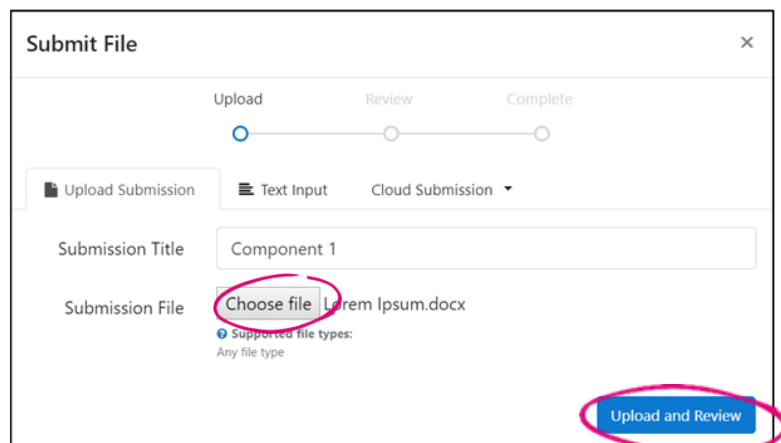 Submit File ×
Upload Review Complete
Upload Submission Text Input Cloud Submission
Submission Title Component 1
Submission File Choose file Lorem Ipsum.docx
Supported file types:
Any file type
Upload and Review